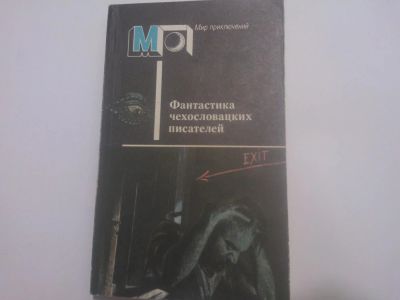 М
Мир приключений
Фантастика
чехословацких
писателей
EXIT